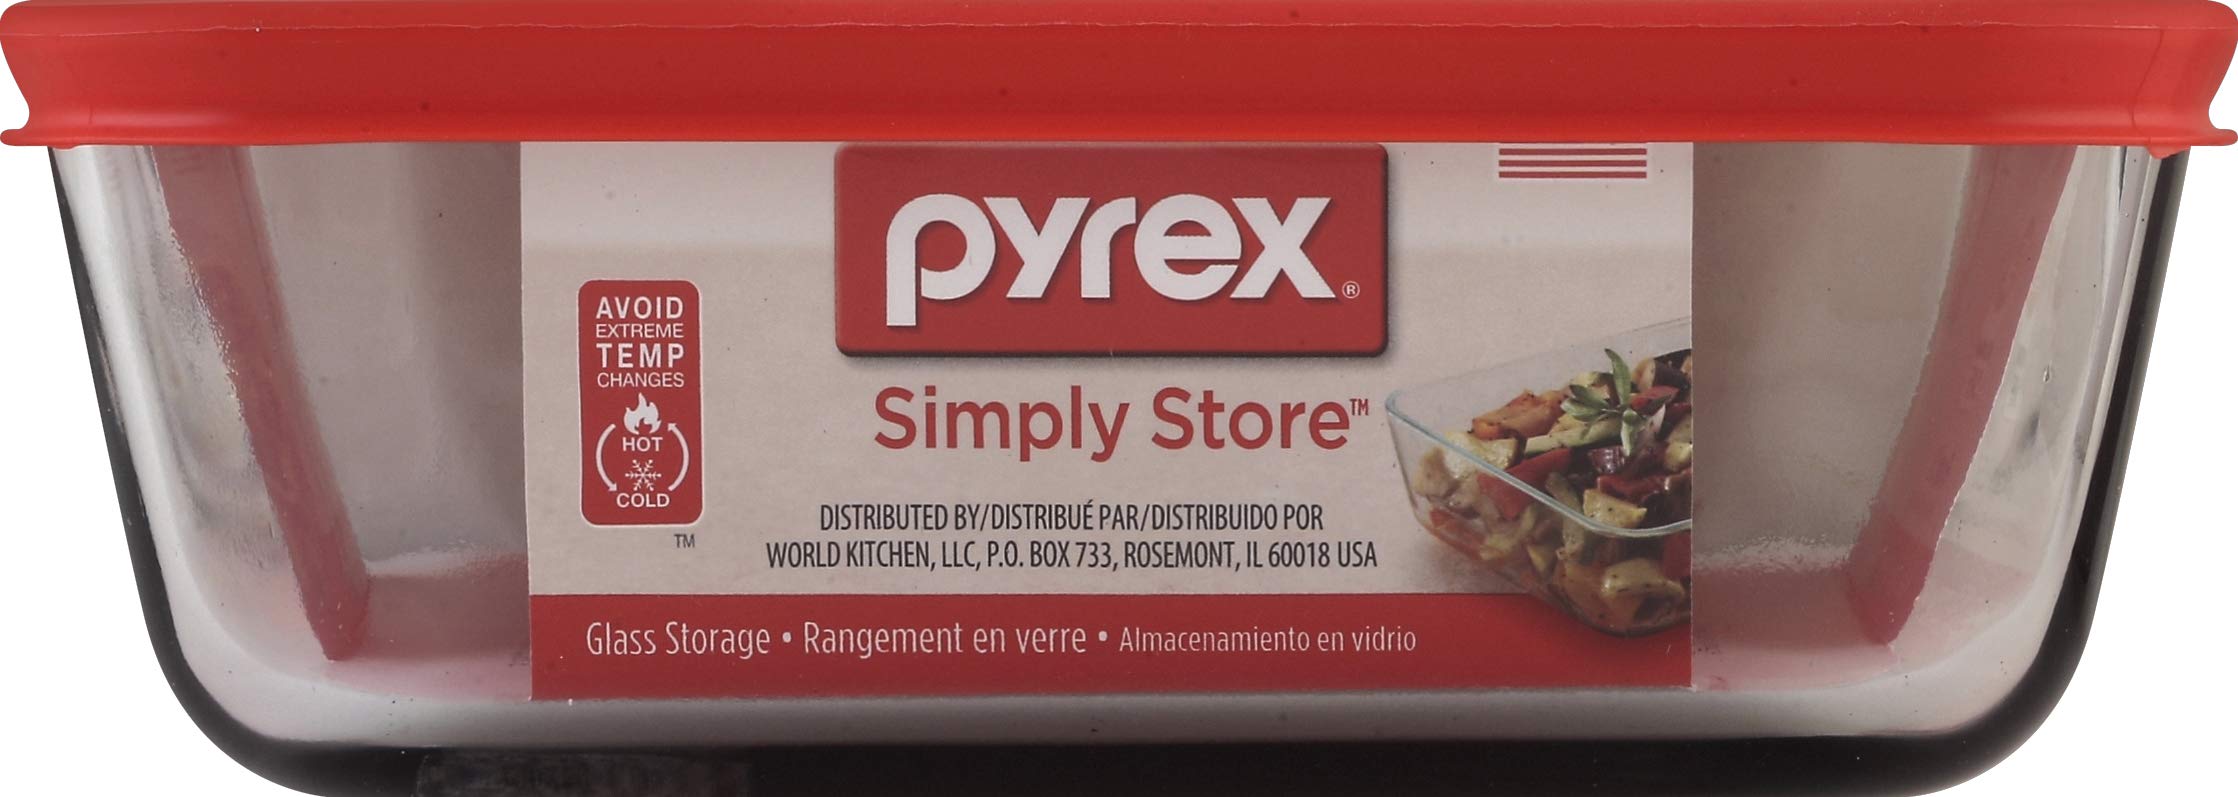 pyrex®
AVOID
EXTREME
TEMP
CHANGES
HOT
COLD
TM
Simply Store™
DISTRIBUTED BY/DISTRIBUÉ PAR/DISTRIBUIDO POR
WORLD KITCHEN, LLC, P.O. BOX 733, ROSEMONT, IL 60018 USA
Glass Storage • Rangement en verre • Almacenamiento en vidrio